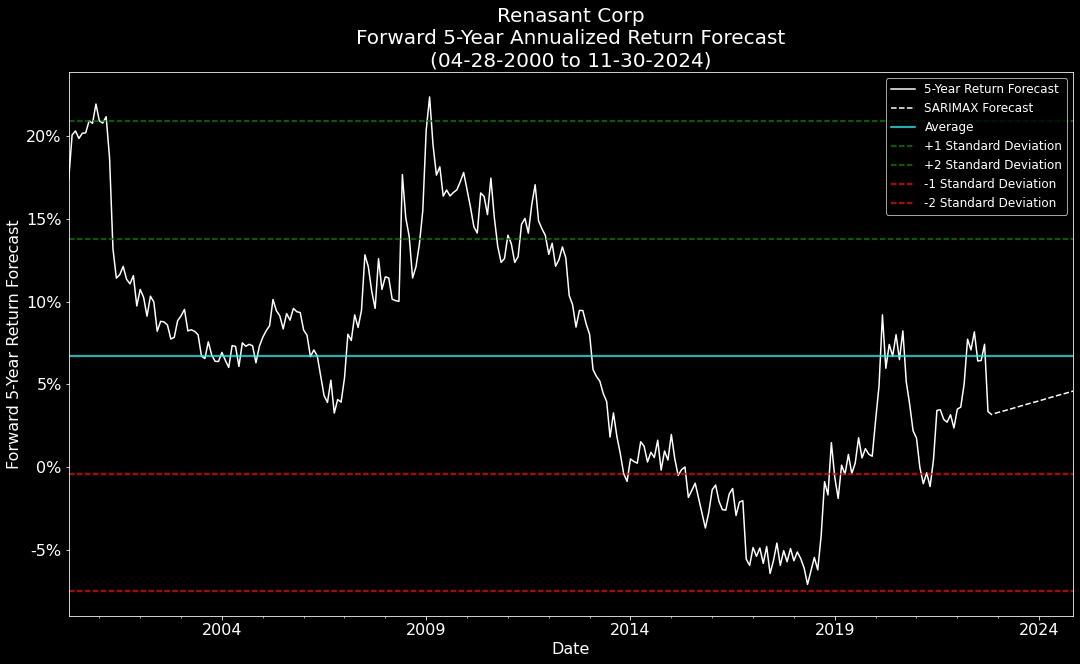 Renasant Corp
Forward 5-Year Annualized Return Forecast
(04-28-2000 to 11-30-2024)
5-Year Return Forecast
SARIMAX Forecast
Average
+1 Standard Deviation
+2 Standard Deviation
-1 Standard Deviation
-2 Standard Deviation
Forward 5-Year Return Forecast
20%
15%
10%
5%
0%
-5%
2004
2009
2014
2019
2024
Date